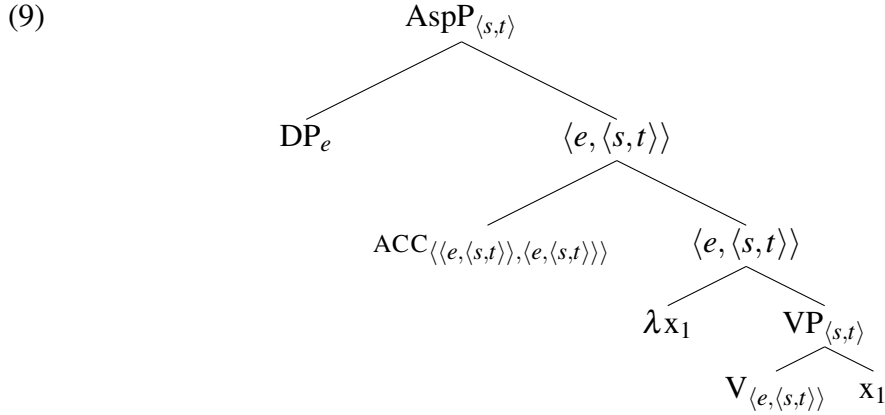 (9)
AspP⟨s,t⟩
DPe ⟨e,⟨s,t⟩⟩
ACC⟨⟨e,⟨s,t⟩⟩,⟨e,⟨s,t⟩⟩⟩ ⟨e,⟨s,t⟩⟩
λx1 VP⟨s,t⟩
V⟨e,⟨s,t⟩⟩ x1